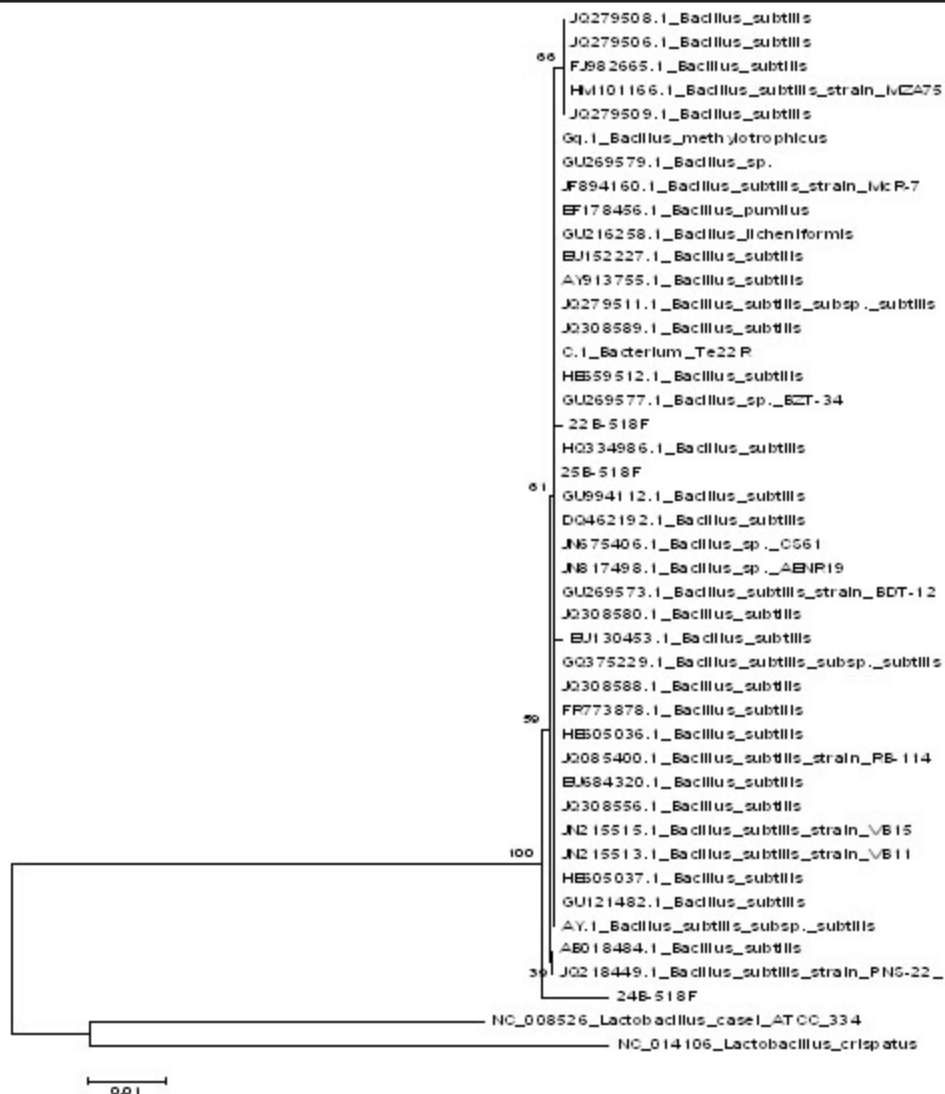 JQ279508.1_Bacillus_subtilis
JQ279506.1_Bacillus_subtilis
66
FJ982665.1_Bacillus_subtilis
HM101166.1_Bacillus_subtilis_strain_MZA75
JQ279509.1_Bacillus_subtilis
Gq.1_Bacillus_methylotrophicus
GU269579.1_Bacillus_sp.
JF894160.1_Bacillus_subtilis_strain_McR-7
EF178456.1_Bacillus_pumilus
GU216258.1_Bacillus_licheniformis
EU152227.1_Bacillus_subtilis
AY913755.1_Bacillus_subtilis
JQ279511.1_Bacillus_subtilis_subsp._subtilis
JQ308589.1_Bacillus_subtilis
C.1_Bacterium_Te22R
HE659512.1_Bacillus_subtilis
GU269577.1_Bacillus_sp._BZT-34
22B-518F
HQ334986.1_Bacillus_subtilis
25B-518F
61
GU994112.1_Bacillus_subtilis
DQ462192.1_Bacillus_subtilis
JN675406.1_Bacillus_sp._CS61
JN817498.1_Bacillus_sp._AENR19
GU269573.1_Bacillus_subtilis_strain_BDT-12
JQ308580.1_Bacillus_subtilis
EU130453.1_Bacillus_subtilis
GQ375229.1_Bacillus_subtilis_subsp._subtilis
JQ308588.1_Bacillus_subtilis
FR773878.1_Bacillus_subtilis
59
HE605036.1_Bacillus_subtilis
JQ085400.1_Bacillus_subtilis_strain_RB-114
EU684320.1_Bacillus_subtilis
JQ308556.1_Bacillus_subtilis
JN215515.1_Bacillus_subtilis_strain_VB15
100
JN215513.1_Bacillus_subtilis_strain_VB11
HE605037.1_Bacillus_subtilis
GU121482.1_Bacillus_subtilis
AY.1_Bacillus_subtilis_subsp._subtilis
AB018484.1_Bacillus_subtilis
39 JQ218449.1_Bacillus_subtilis_strain_PNS-22_
24B-518F
NC_008526_Lactobacillus_casei_ATCC_334
NC_014106_Lactobacillus_crispatus
0.01